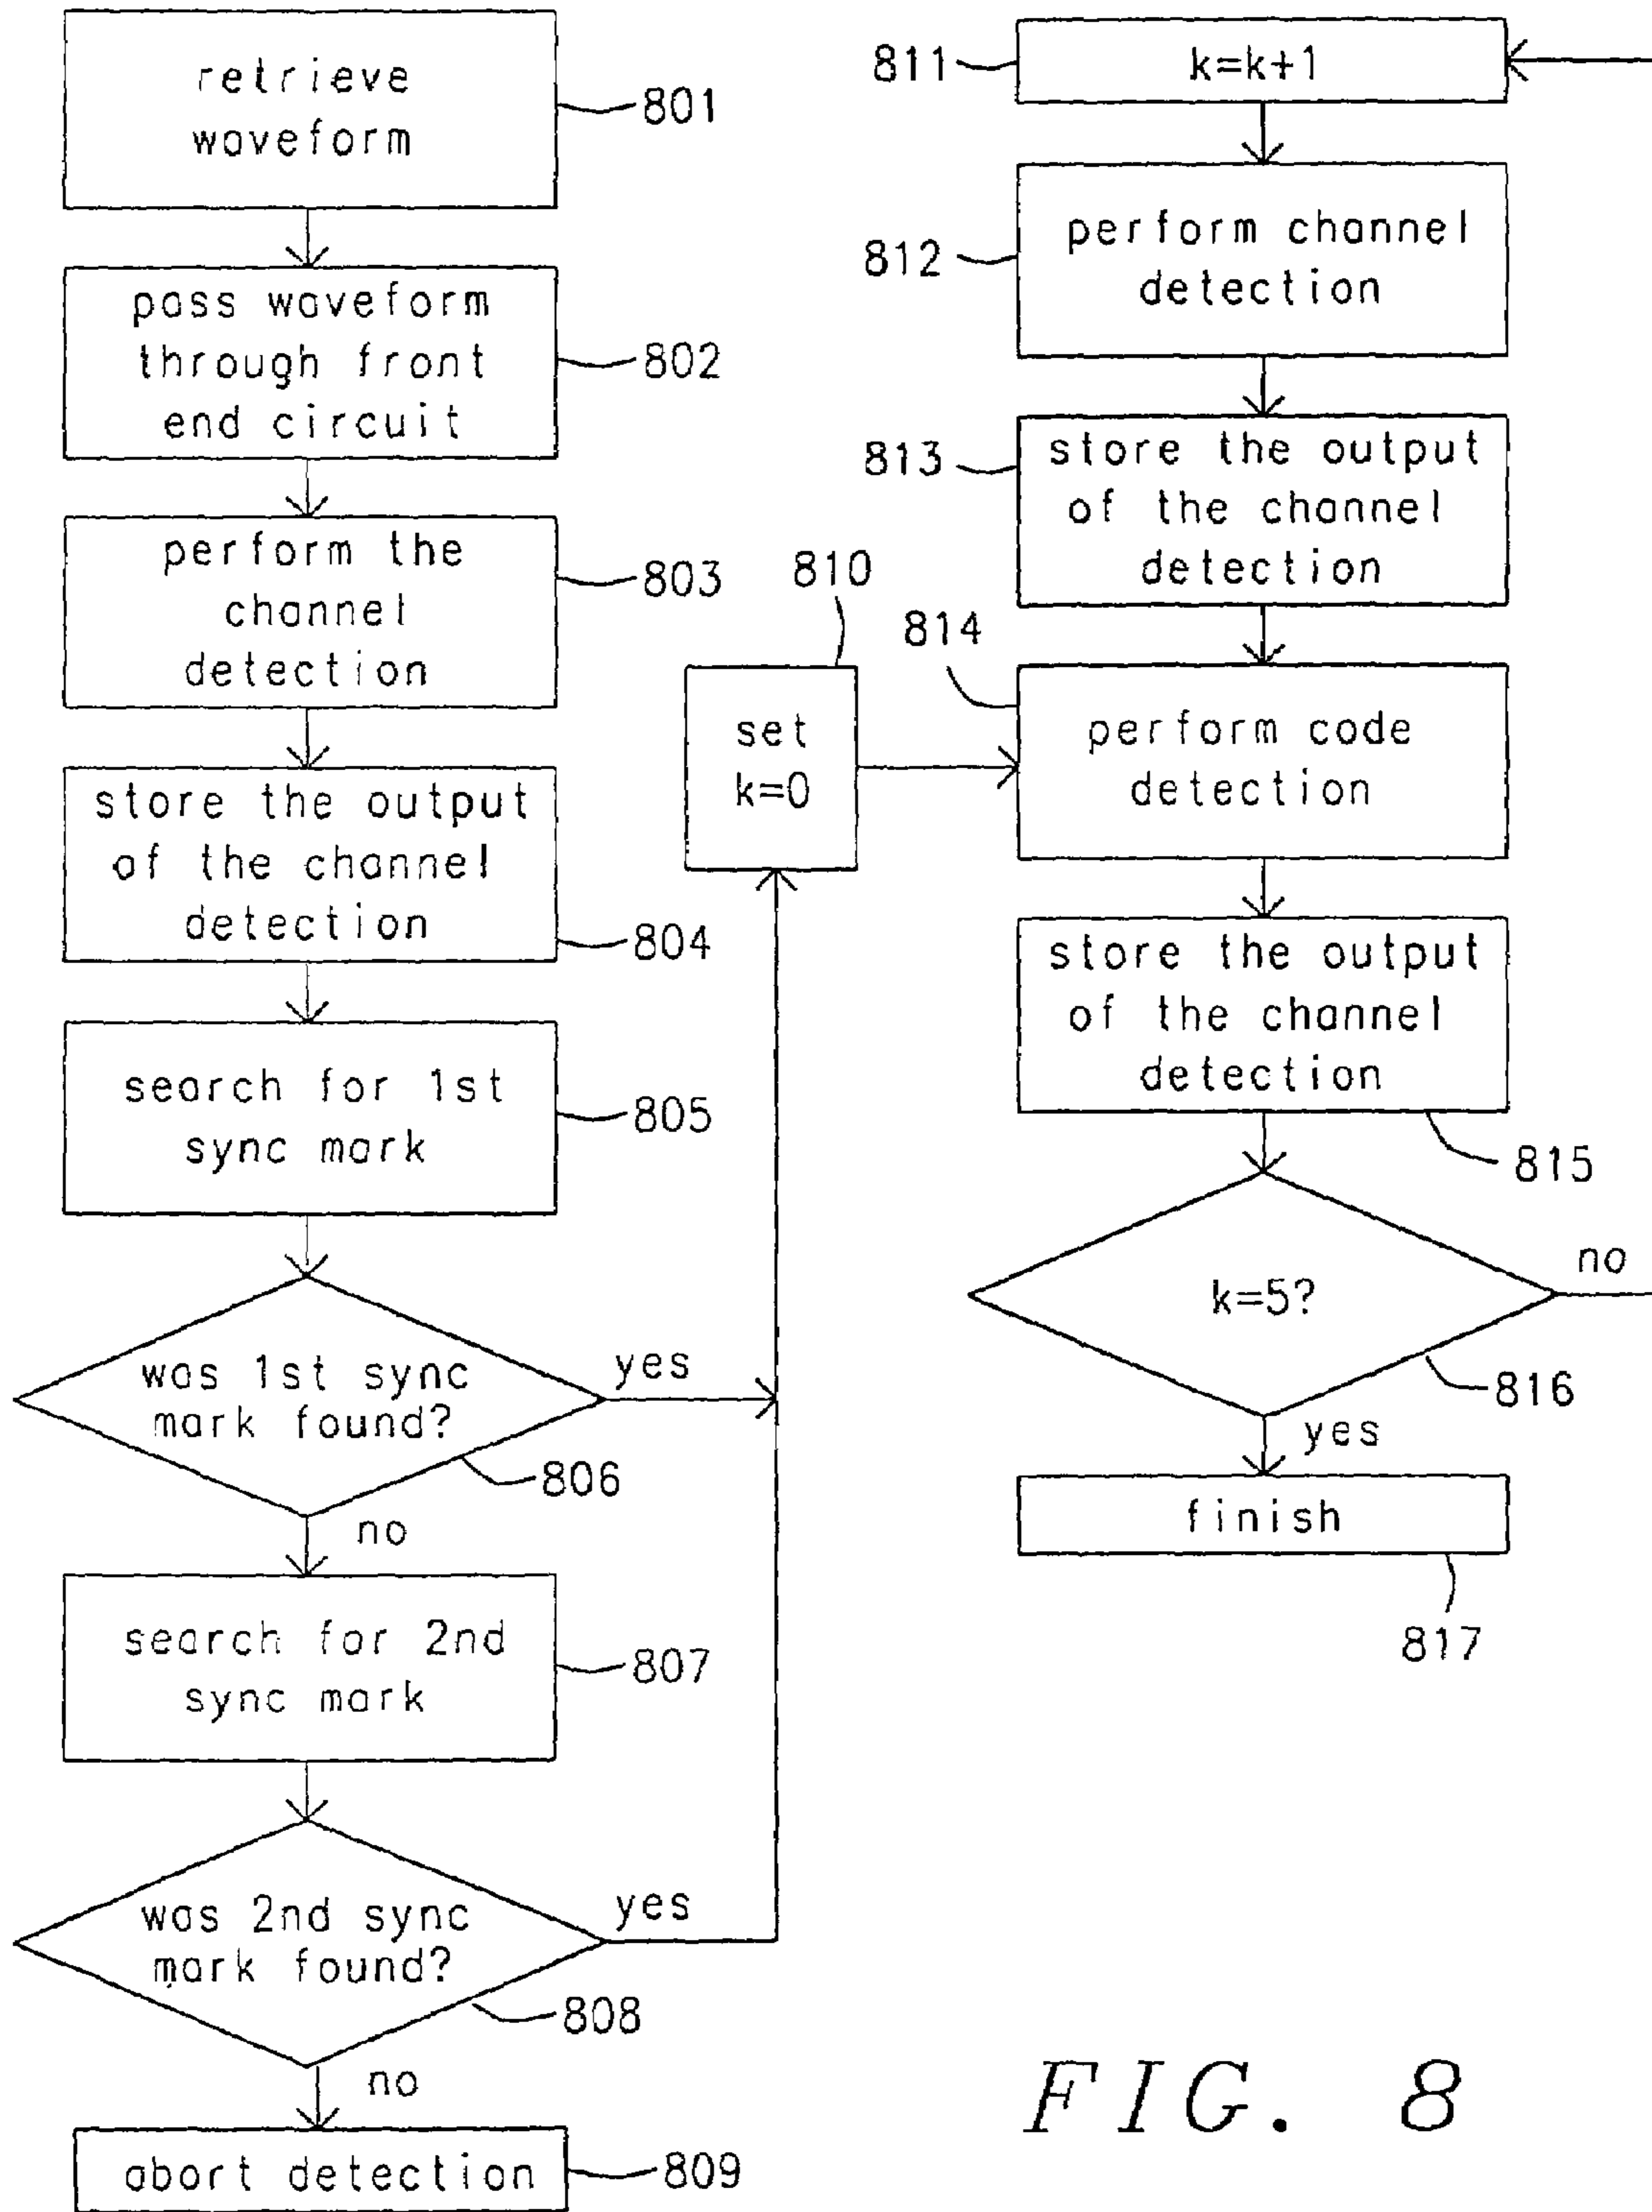 retrieve
waveform
801
pass waveform
through front
end circuit
802
perform the
channel
detection
803
store the output
of the channel
detection
804
search for 1st
sync mark
805
was 1st sync
mark found?
yes
806
no
search for 2nd
sync mark
807
was 2nd sync
mark found?
yes
808
no
abort detection
809
810
set
k=0
811
k=k+1
812
perform channel
detection
813
store the output
of the channel
detection
814
perform code
detection
store the output
of the channel
detection
815
k=5?
no
816
yes
finish
817
FIG. 8